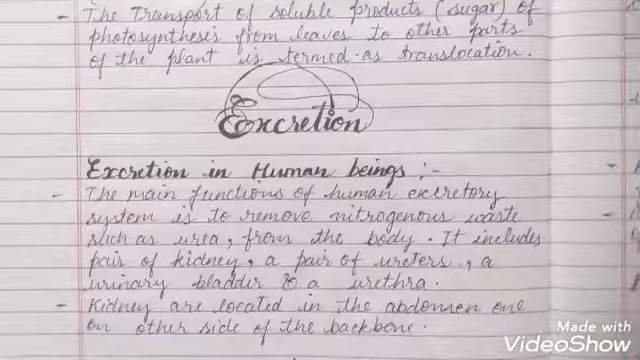 - The Transport of soluble products (sugar) of
photosynthesis from leaves to other parts
of the plant is termed as translocation.
Excretion
Excretion in Human beings :-
- The main functions of human excretory
system is to remove nitrogenous waste
such as urea, from the body. It includes
pair of kidney, a pair of ureters, a
urinary bladder & a urethra.
- Kidney are located in the abdomen one
on other side of the backbone.
Made with
VideoShow